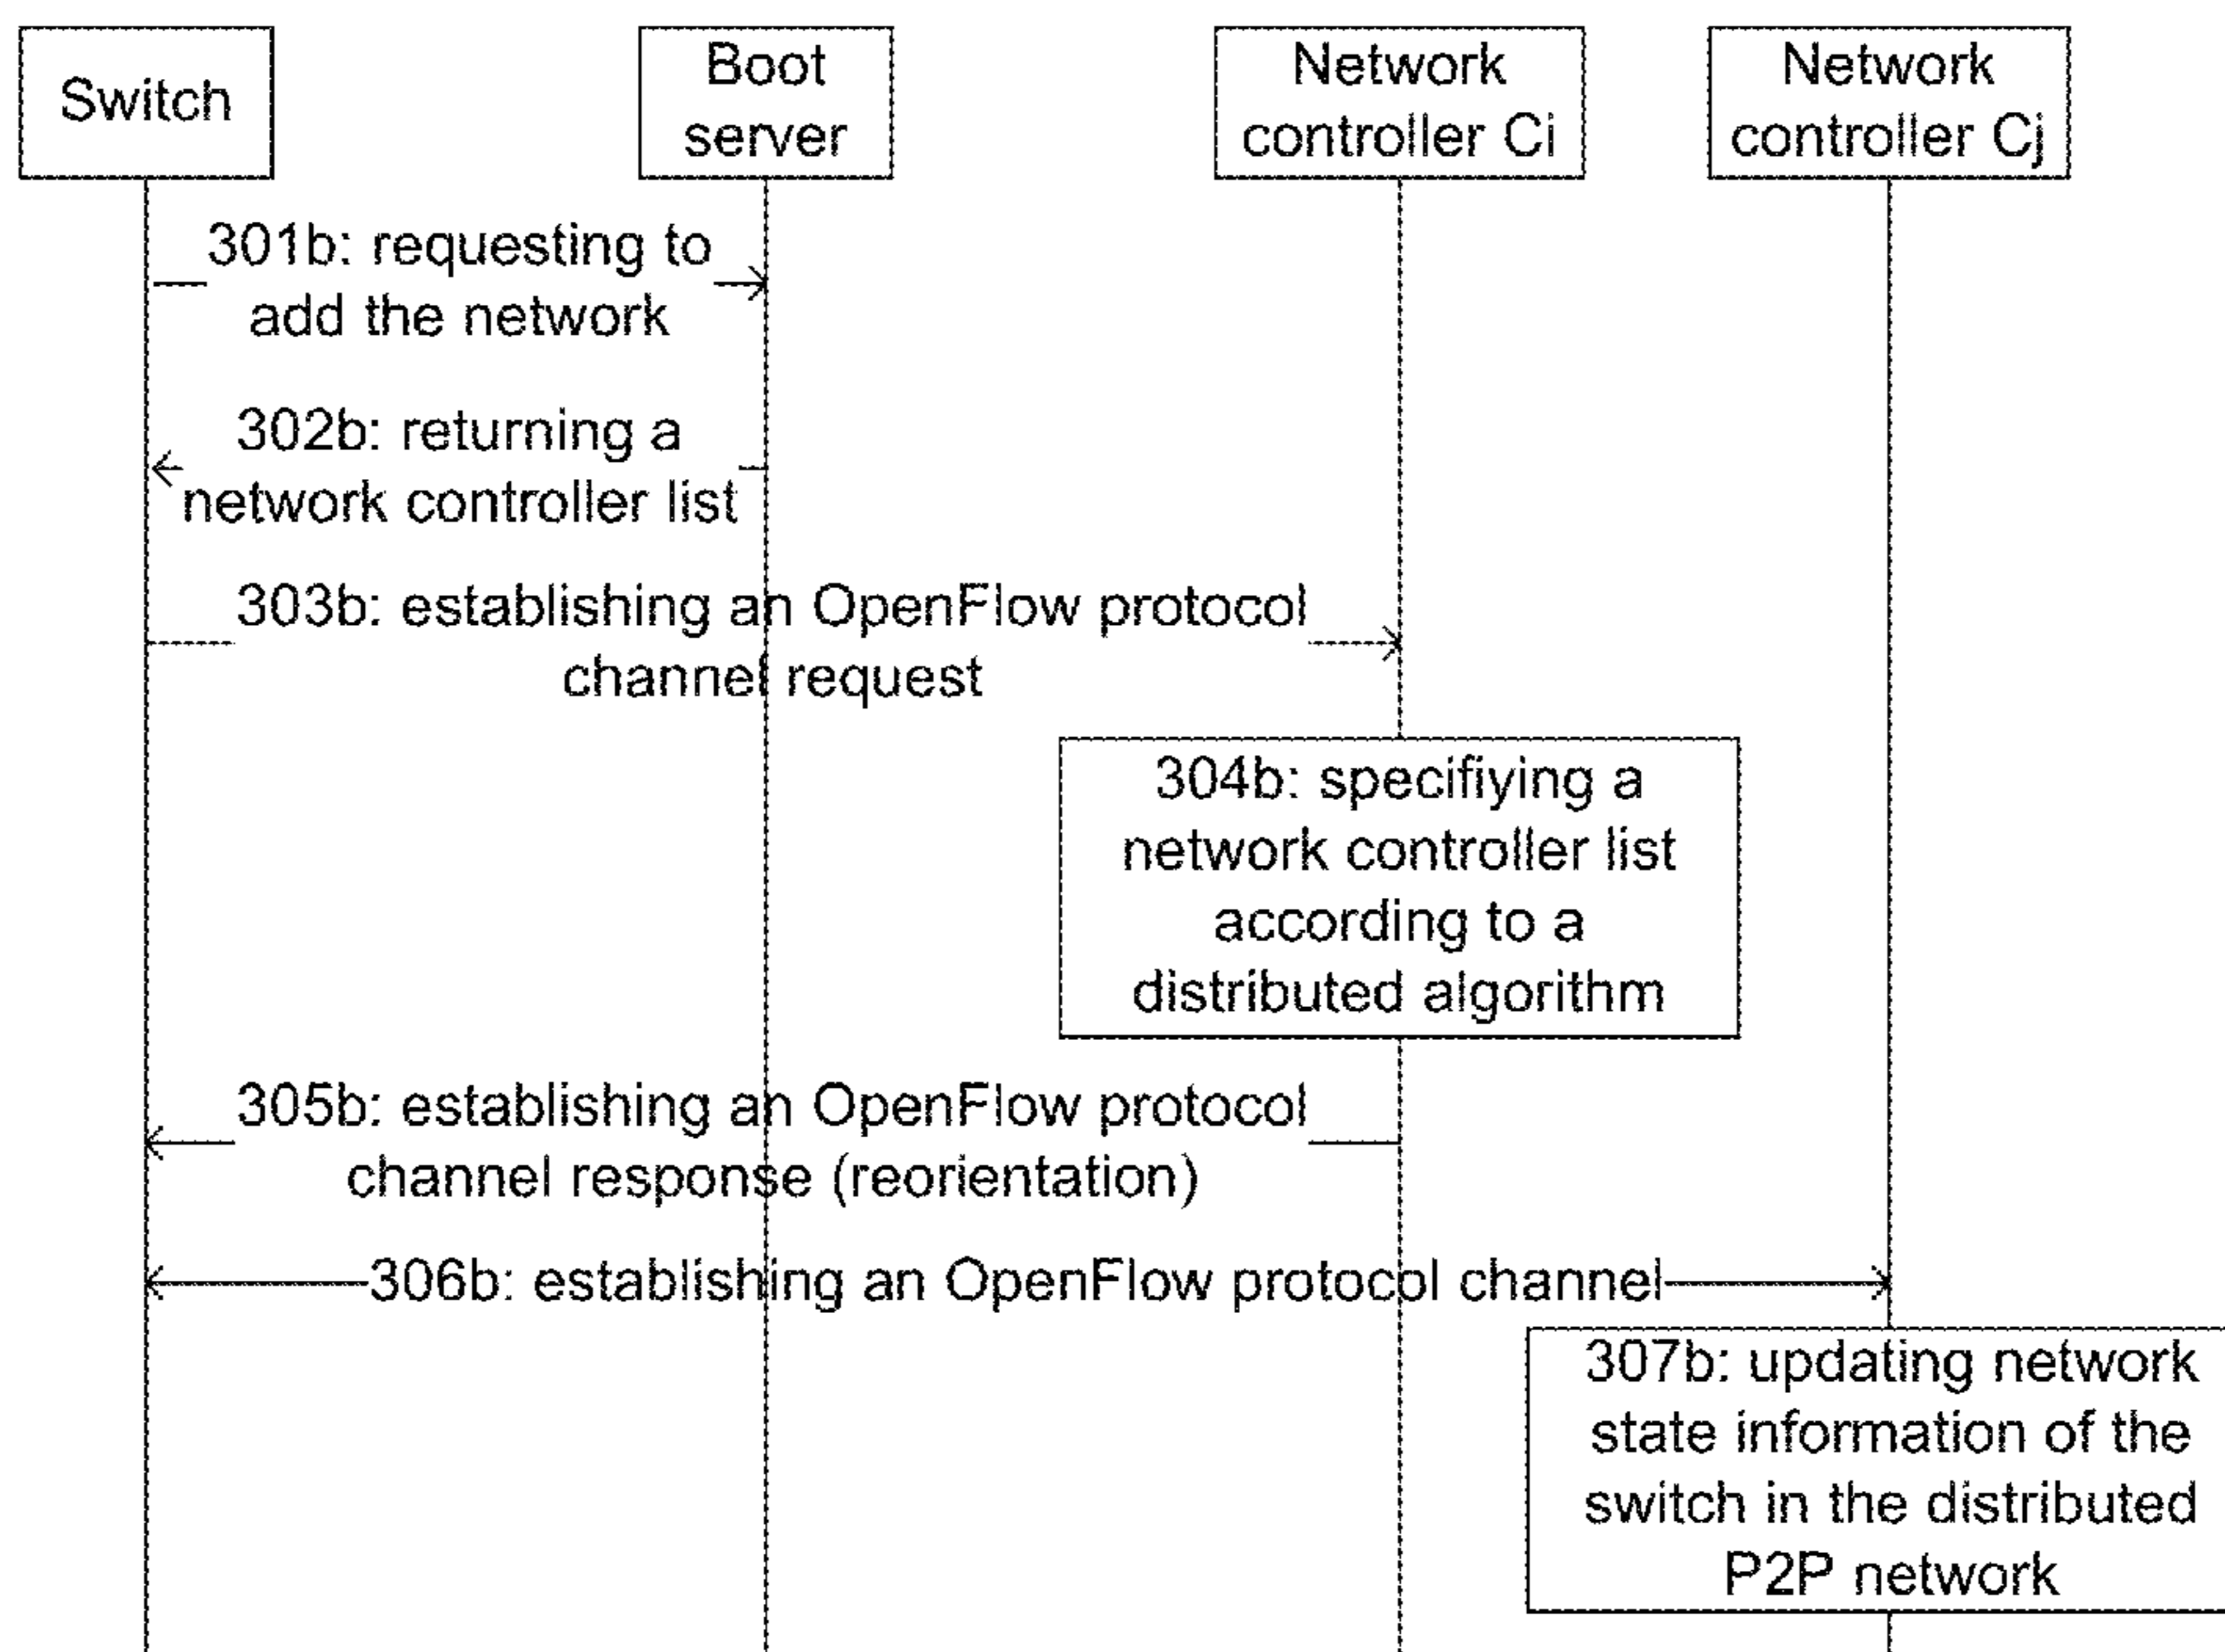 Switch
Boot
server
Network
controller Ci
Network
controller Cj
301b: requesting to
add the network
302b: returning a
network controller list
303b: establishing an OpenFlow protocol
channel request
304b: specifiying a
network controller list
according to a
distributed algorithm
305b: establishing an OpenFlow protocol
channel response (reorientation)
306b: establishing an OpenFlow protocol channel
307b: updating network
state information of the
switch in the distributed
P2P network